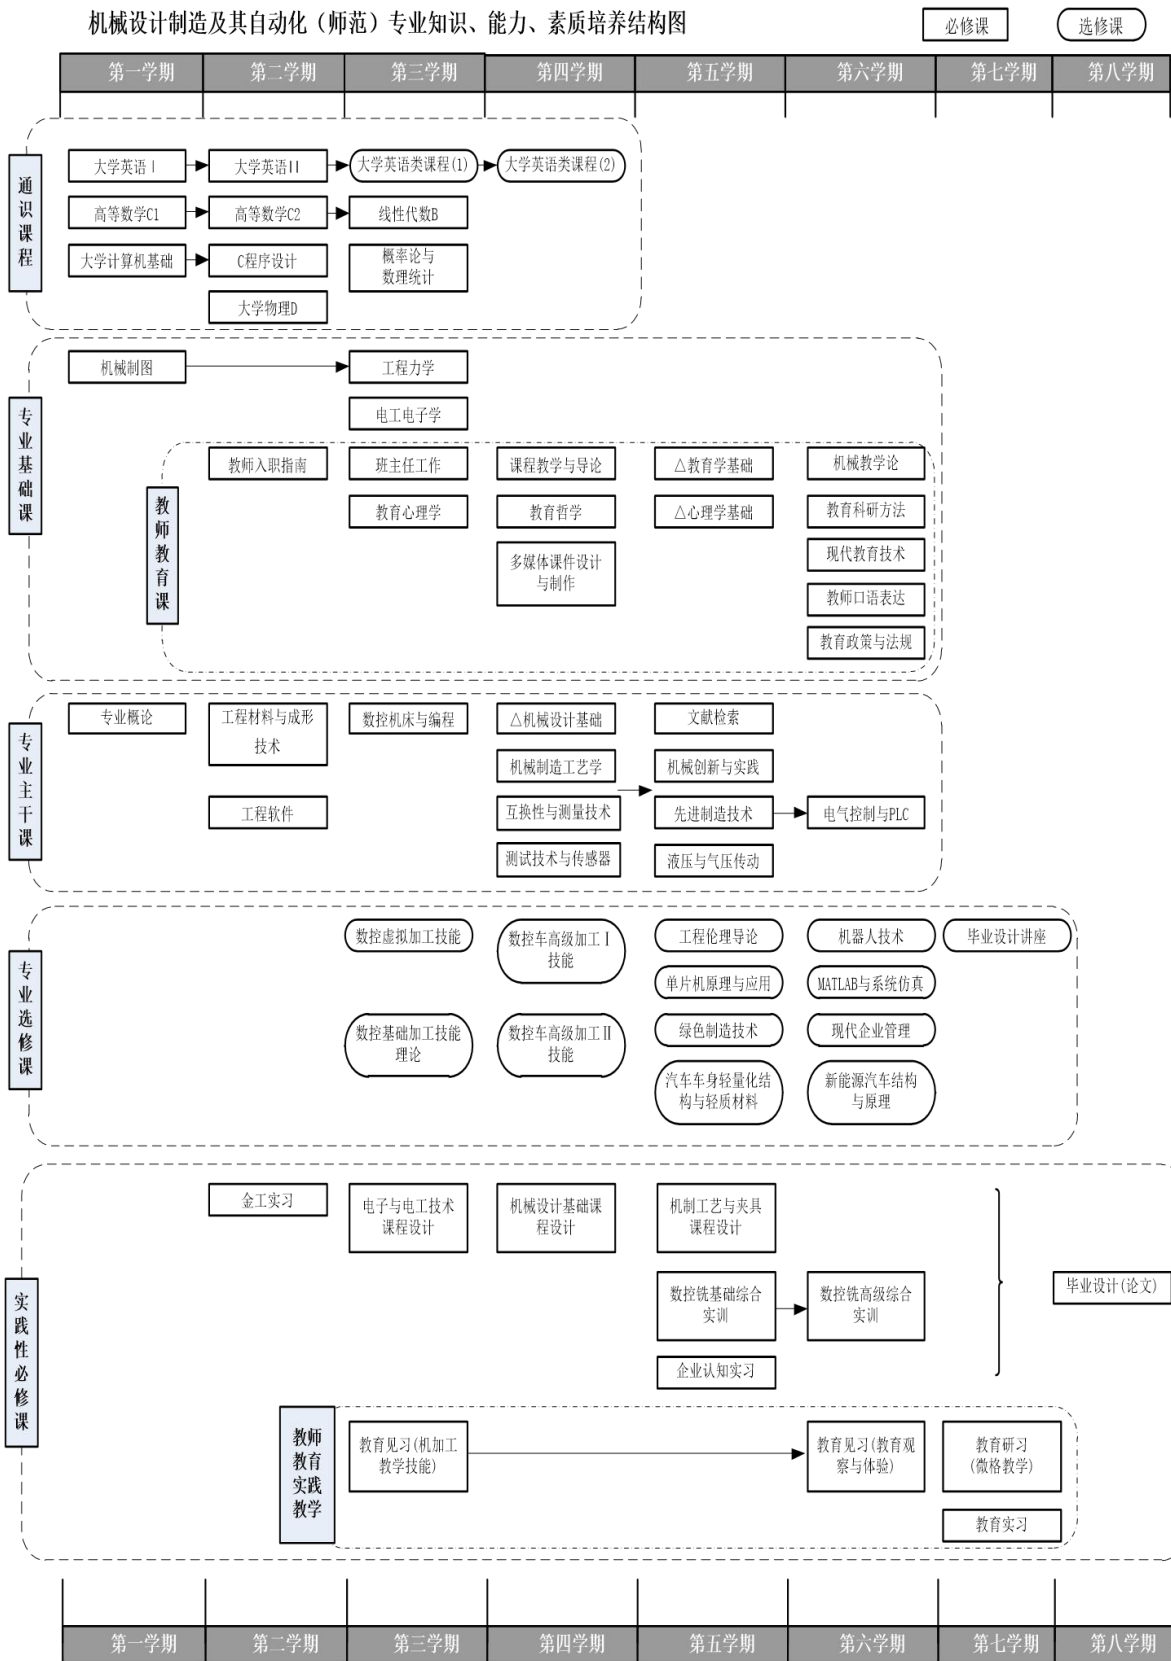 机械设计制造及其自动化（师范）专业知识、能力、素质培养结构图
必修课
选修课
第一学期
第二学期
第三学期
第四学期
第五学期
第六学期
第七学期
第八学期
通识课程
大学英语Ⅰ
大学英语II
大学英语类课程(1)
大学英语类课程(2)
高等数学C1
高等数学C2
线性代数B
大学计算机基础
C程序设计
概率论与
数理统计
大学物理D
专业基础课
机械制图
工程力学
电工电子学
教师教育课
教师入职指南
班主任工作
课程教学与导论
△教育学基础
机械教学论
教育心理学
教育哲学
△心理学基础
教育科研方法
多媒体课件设计
与制作
现代教育技术
教师口语表达
教育政策与法规
专业主干课
专业概论
工程材料与成形
技术
数控机床与编程
△机械设计基础
文献检索
机械制造工艺学
机械创新与实践
工程软件
互换性与测量技术
先进制造技术
电气控制与PLC
测试技术与传感器
液压与气压传动
专业选修课
数控虚拟加工技能
数控车高级加工Ⅰ
技能
工程伦理导论
机器人技术
毕业设计讲座
单片机原理与应用
MATLAB与系统仿真
数控基础加工技能
理论
数控车高级加工Ⅱ
技能
绿色制造技术
现代企业管理
汽车车身轻量化结
构与轻质材料
新能源汽车结构
与原理
实践性必修课
金工实习
电子与电工技术
课程设计
机械设计基础课
程设计
机制工艺与夹具
课程设计
数控铣基础综合
实训
数控铣高级综合
实训
毕业设计(论文)
企业认知实习
教师
教育
实践
教学
教育见习(机加工
教学技能)
教育见习(教育观
察与体验)
教育研习
(微格教学)
教育实习
第一学期
第二学期
第三学期
第四学期
第五学期
第六学期
第七学期
第八学期